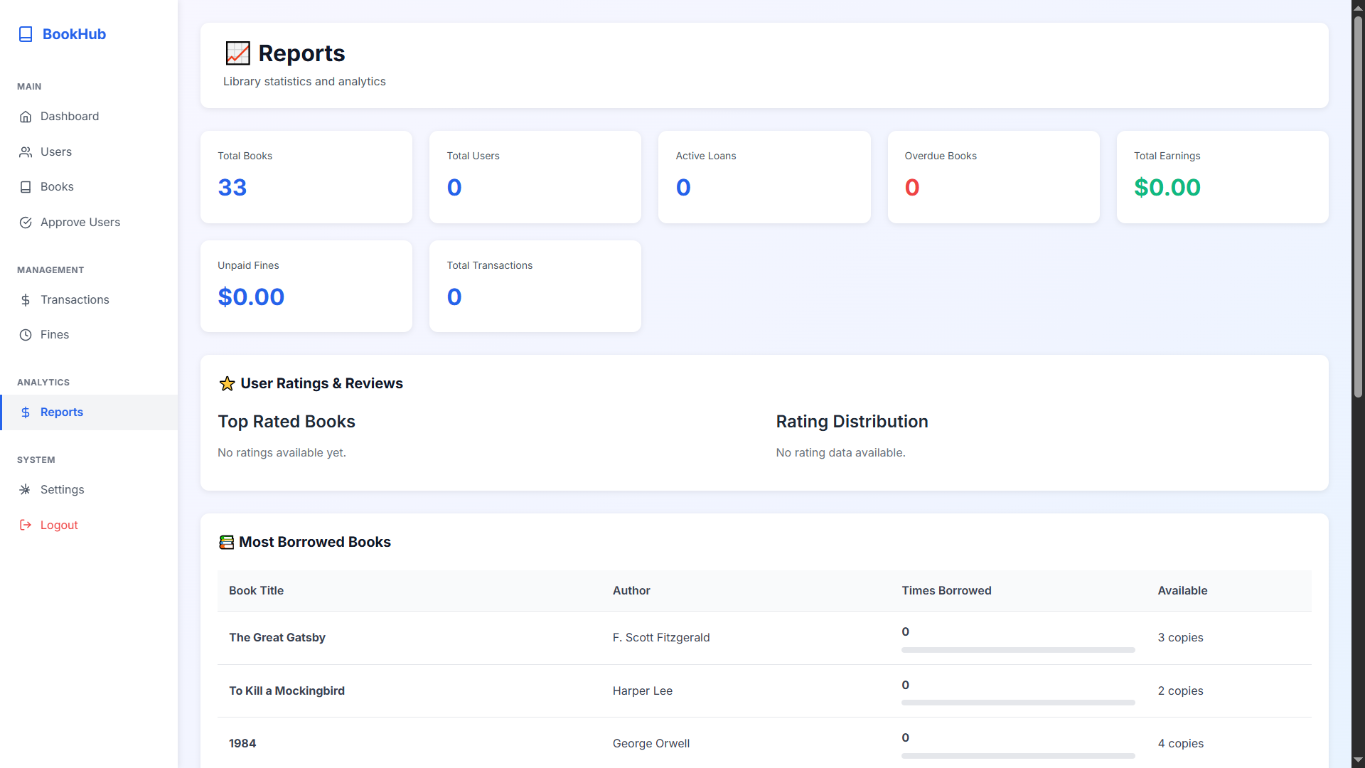 BookHub
MAIN
Dashboard
Users
Books
Approve Users
MANAGEMENT
Transactions
Fines
ANALYTICS
Reports
SYSTEM
Settings
Logout
Reports
Library statistics and analytics
Total Books
33
Total Users
0
Active Loans
0
Overdue Books
0
Total Earnings
$0.00
Unpaid Fines
$0.00
Total Transactions
0
User Ratings & Reviews
Top Rated Books
No ratings available yet.
Rating Distribution
No rating data available.
Most Borrowed Books
Book Title Author Times Borrowed Available
The Great Gatsby F. Scott Fitzgerald 0 3 copies
To Kill a Mockingbird Harper Lee 0 2 copies
1984 George Orwell 0 4 copies